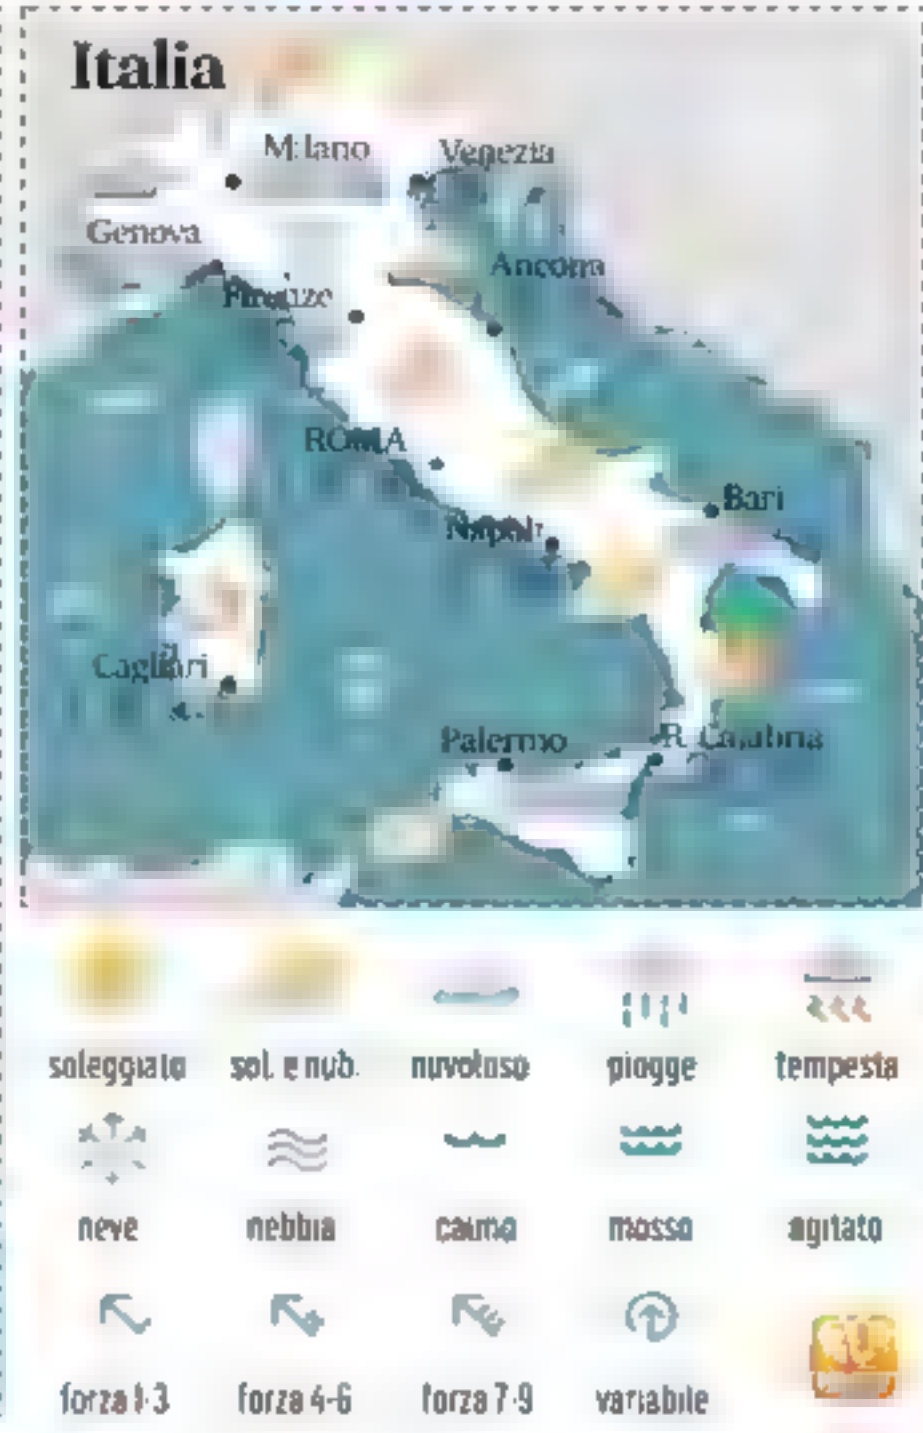 Italia
Milano
Venezia
Genova
Ancona
Firenze
ROMA
Bari
Napoli
Cagliari
Palermo
R. Calabria
soleggiato
sol. e nub.
nuvoloso
piogge
tempesta
neve
nebbia
calmo
mosso
agitato
forza 1-3
forza 4-6
forza 7-9
variabile